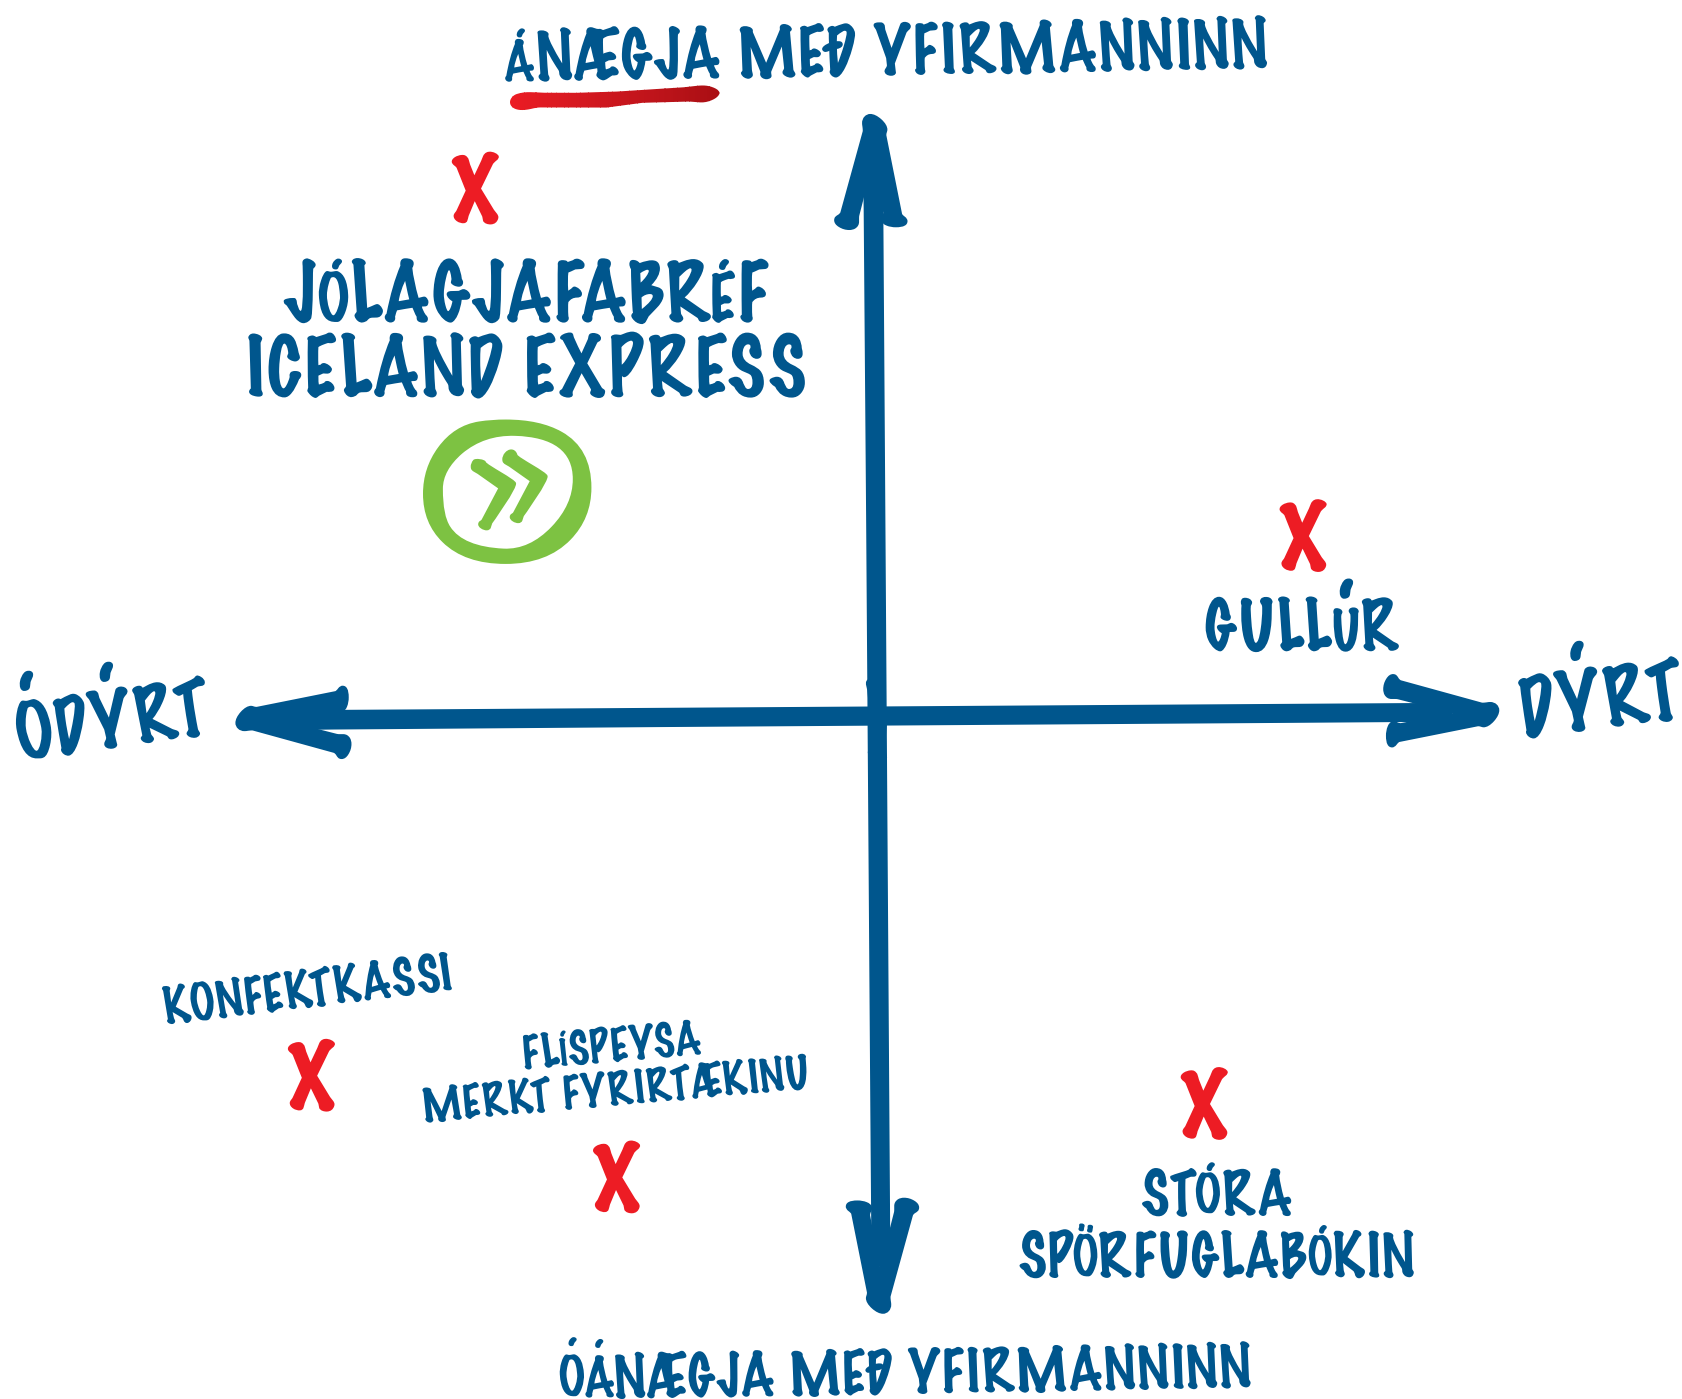 ÁNÆGJA MEÐ YFIRMANNINN
X
JÓLAGJAFABRÉF
ICELAND EXPRESS
X
GULLÚR
ÓDÝRT
DÝRT
KONFEKTKASSI
X
FLÍSPEYSA
MERKT FYRIRTÆKINU
X
X
STÓRA
SPÖRFUGLABÓKIN
ÓÁNÆGJA MEÐ YFIRMANNINN